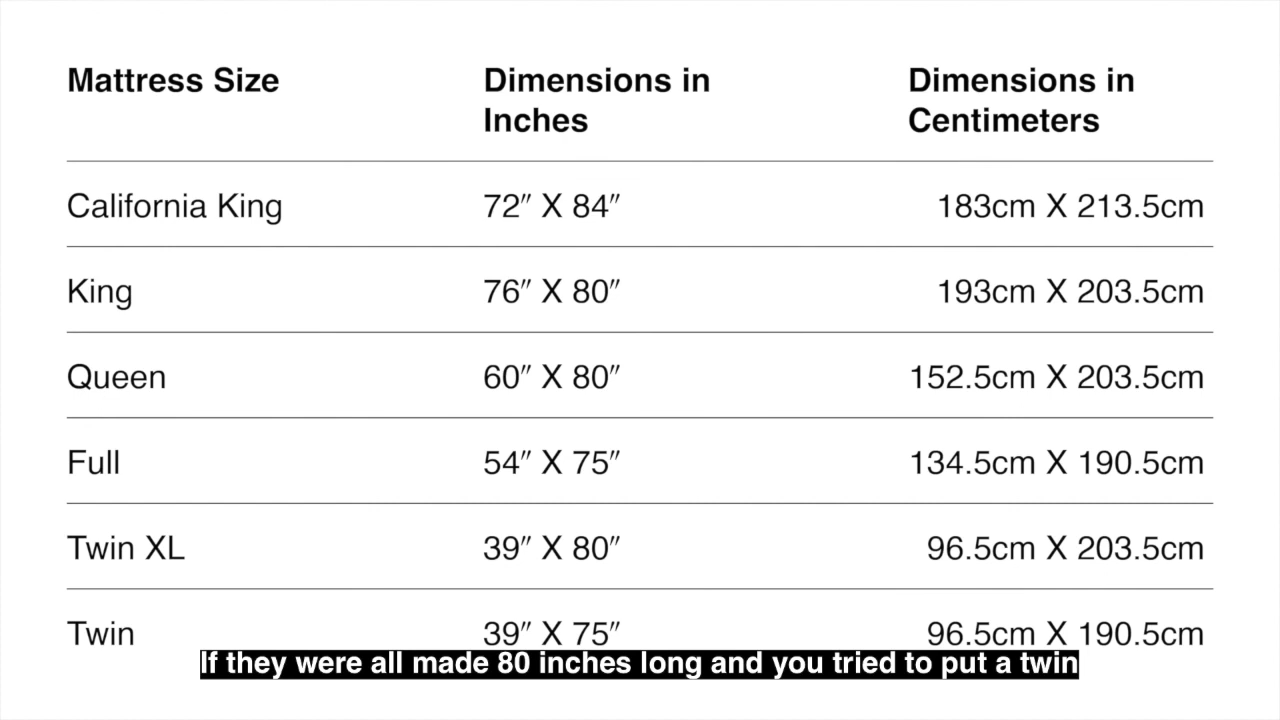 Mattress Size Dimensions in Inches Dimensions in Centimeters
California King 72″ X 84″ 183cm X 213.5cm
King 76″ X 80″ 193cm X 203.5cm
Queen 60″ X 80″ 152.5cm X 203.5cm
Full 54″ X 75″ 134.5cm X 190.5cm
Twin XL 39″ X 80″ 96.5cm X 203.5cm
Twin 39″ X 75″ 96.5cm X 190.5cm
If they were all made 80 inches long and you tried to put a twin